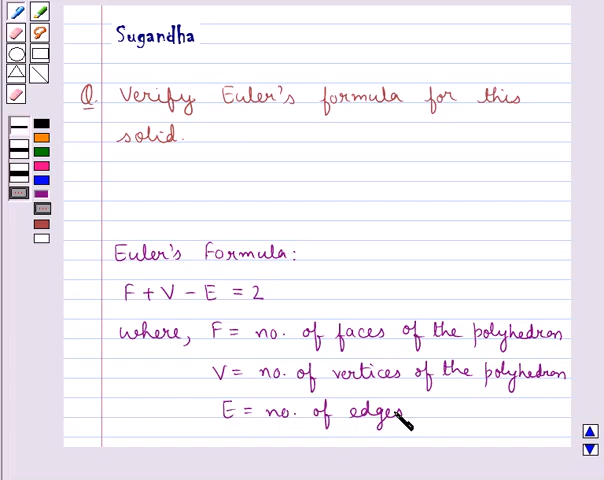 Sugandha
Q. Verify Euler's formula for this
solid.
Euler's Formula:
F + V - E = 2
where, F = no. of faces of the polyhedron
V = no. of vertices of the polyhedron
E = no. of edges